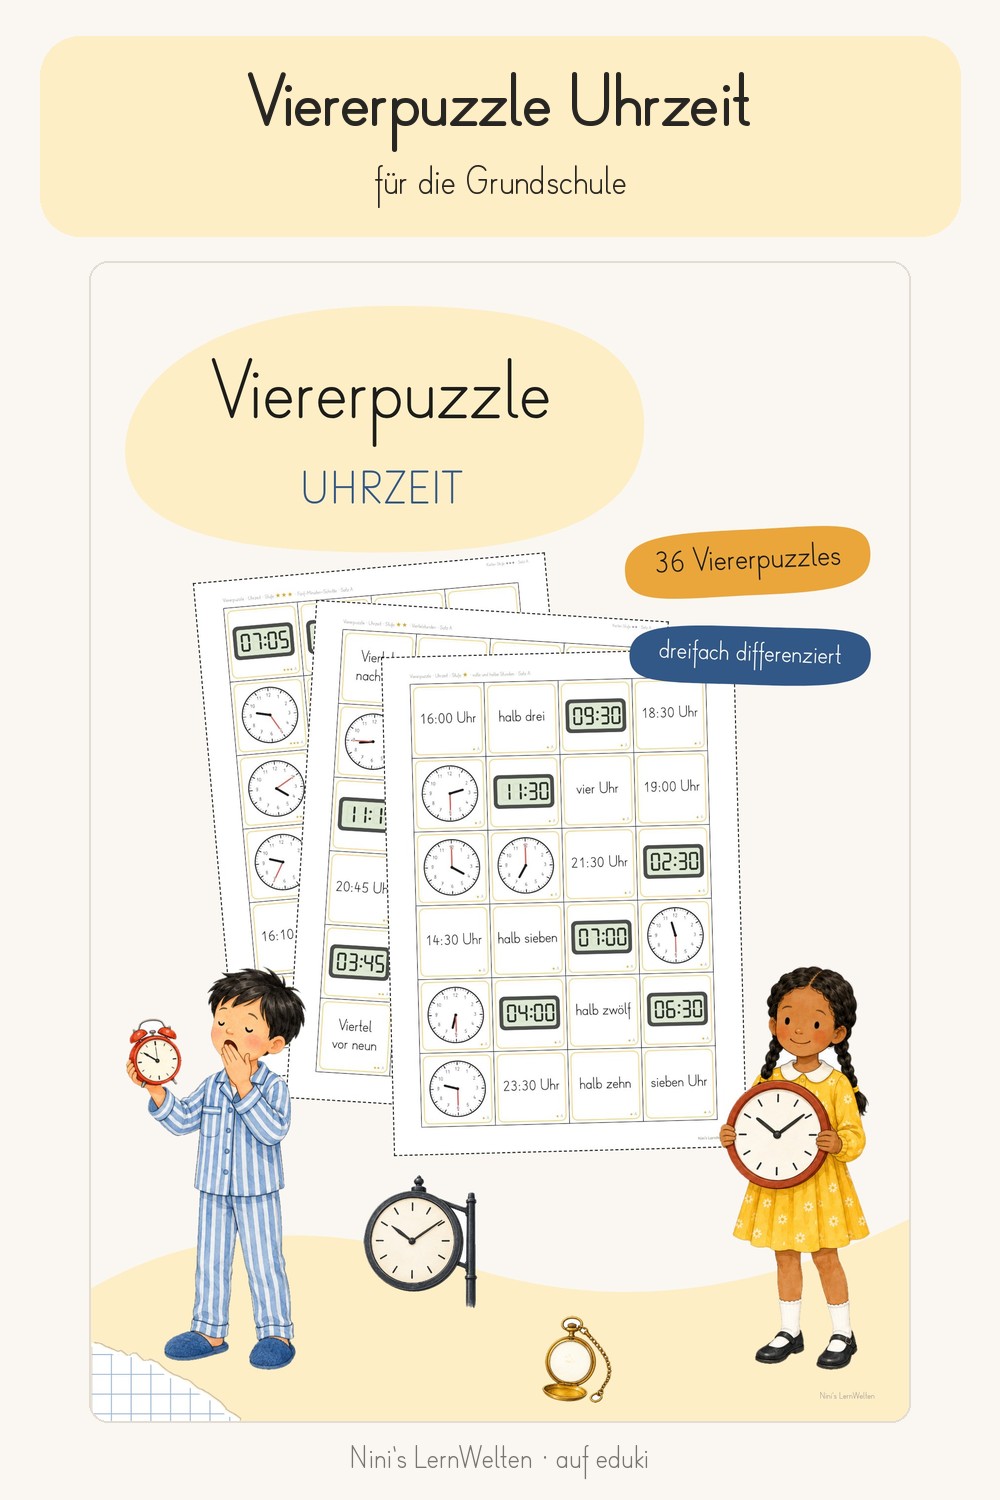 Viererpuzzle Uhrzeit
für die Grundschule
Viererpuzzle
UHRZEIT
36 Viererpuzzles
dreifach differenziert
07:05
16:10
Viertel
nach
11:1
20:45 Uh
03:45
Viertel
vor neun
16:00 Uhr
halb drei
09:30
18:30 Uhr
11:30
vier Uhr
19:00 Uhr
21:30 Uhr
02:30
14:30 Uhr
halb sieben
07:00
04:00
halb zwölf
06:30
23:30 Uhr
halb zehn
sieben Uhr
Nini's LernWelten
Nini's LernWelten · auf eduki